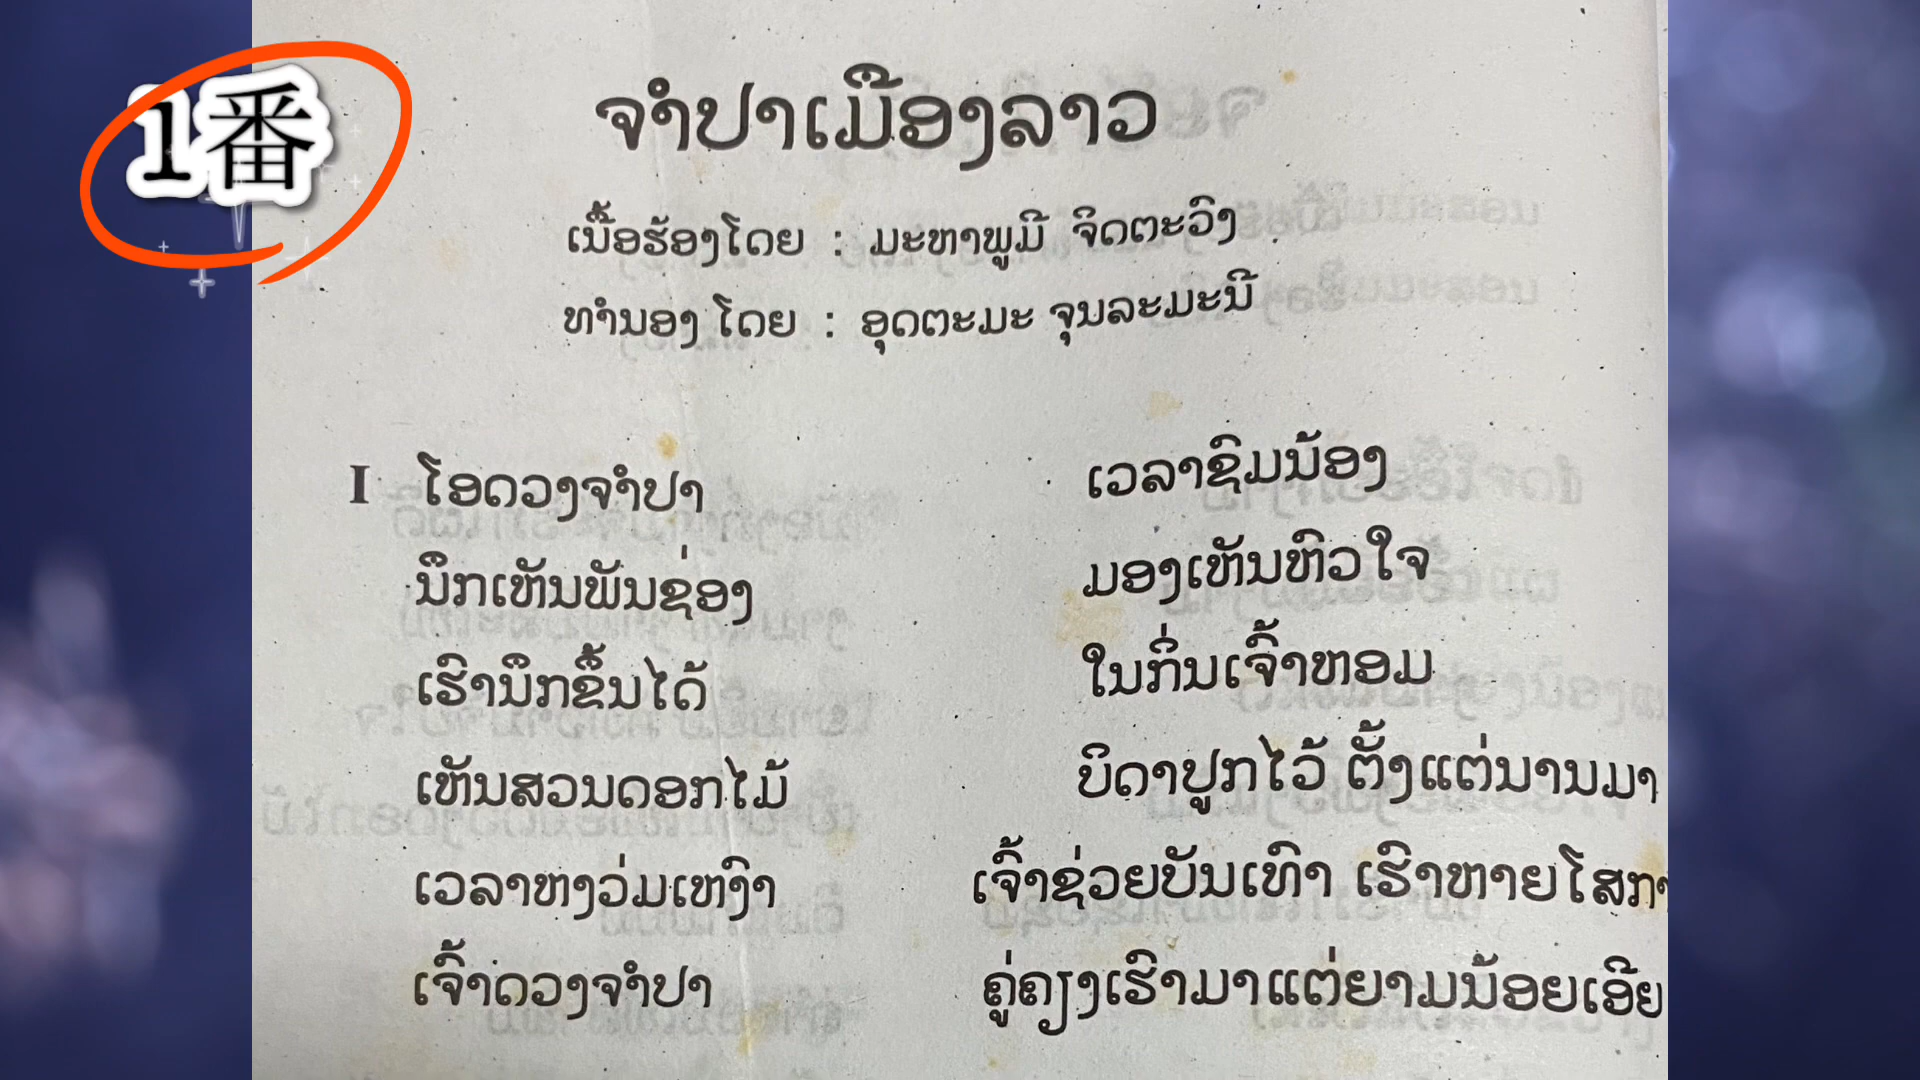 1番
ຈຳປາເມືອງລາວ
ເນື້ອຮ້ອງໂດຍ : ມະຫາພູມີ ຈິດຕະວົງ
ທຳນອງ ໂດຍ : ອຸດຕະມະ ຈຸນລະມະນີ
I ໂອດວງຈຳປາ ເວລາຊົມນ້ອງ
ນຶກເຫັນພັນຊ່ອງ ມອງເຫັນຫົວໃຈ
ເຮົານຶກຂຶ້ນໄດ້ ໃນກິ່ນເຈົ້າຫອມ
ເຫັນສວນດອກໄມ້ ບິດາປູກໄວ້ ຕັ້ງແຕ່ນານມາ
ເວລາຫງວ່ມເຫງົາ ເຈົ້າຊ່ວຍບັນເທົາ ເຮົາຫາຍໂສກາ
ເຈົ້າດວງຈຳປາ ຄູ່ຄຽງເຮົາມາແຕ່ຍາມນ້ອຍເອີຍ